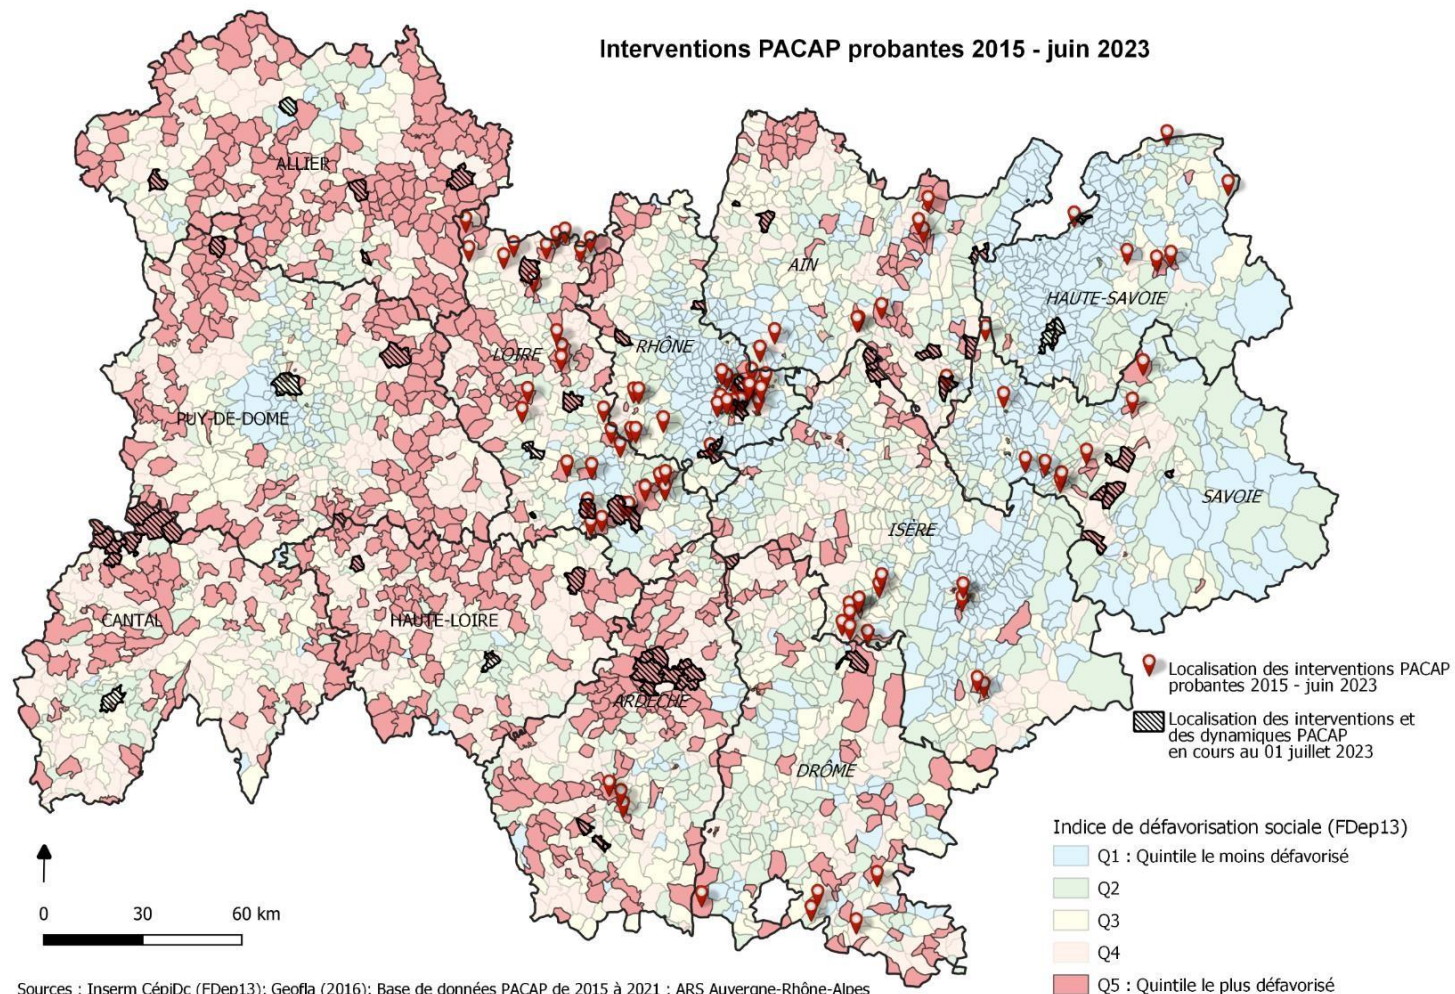 Interventions PACAP probantes 2015 - juin 2023
ALLIER
AIN
HAUTE-SAVOIE
LOIRE
RHÔNE
PUY-DE-DOME
SAVOIE
ISÈRE
CANTAL
HAUTE-LOIRE
ARDECHE
DRÔME
Localisation des interventions PACAP
probantes 2015 - juin 2023
Localisation des interventions et
des dynamiques PACAP
en cours au 01 juillet 2023
Indice de défavorisation sociale (FDep13)
Q1 : Quintile le moins défavorisé
Q2
Q3
Q4
Q5 : Quintile le plus défavorisé
0 30 60 km
Sources : Inserm CépiDc (FDep13); Geofla (2016); Base de données PACAP de 2015 à 2021 ; ARS Auvergne-Rhône-Alpes